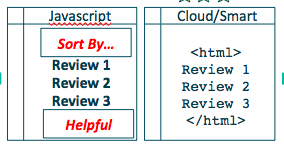 Javascript
Sort By...
Review 1
Review 2
Review 3
Helpful
Cloud/Smart
<html>
Review 1
Review 2
Review 3
</html>